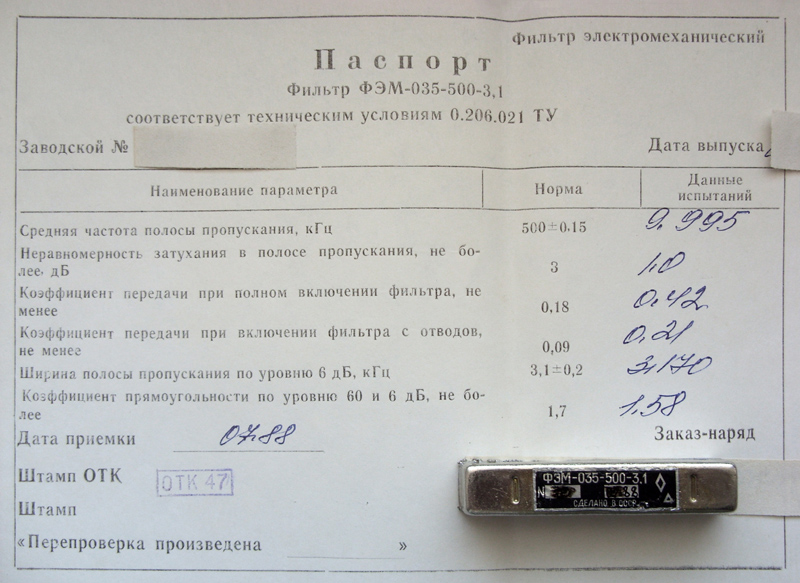 Фильтр электромеханический
Паспорт
Фильтр ФЭМ-035-500-3,1
соответствует техническим условиям 0.206.021 ТУ
Заводской № Дата выпуска
Наименование параметра Норма Данные испытаний
Средняя частота полосы пропускания, кГц 500±0,15 9.995
Неравномерность затухания в полосе пропускания, не бо-
лее, дБ 3 1,0
Коэффициент передачи при полном включении фильтра, не
менее 0,18 0.42
Коэффициент передачи при включении фильтра с отводов,
не менее 0,09 0.21
Ширина полосы пропускания по уровню 6 дБ, кГц 3,1±0,2 3,170
Коэффициент прямоугольности по уровню 60 и 6 дБ, не бо-
лее 1,7 1.58
Дата приемки 07.88 Заказ-наряд
Штамп ОТК ОТК 47
Штамп
«Перепроверка произведена »
ФЭМ-035-500-3,1
N
СДЕЛАНО В СССР